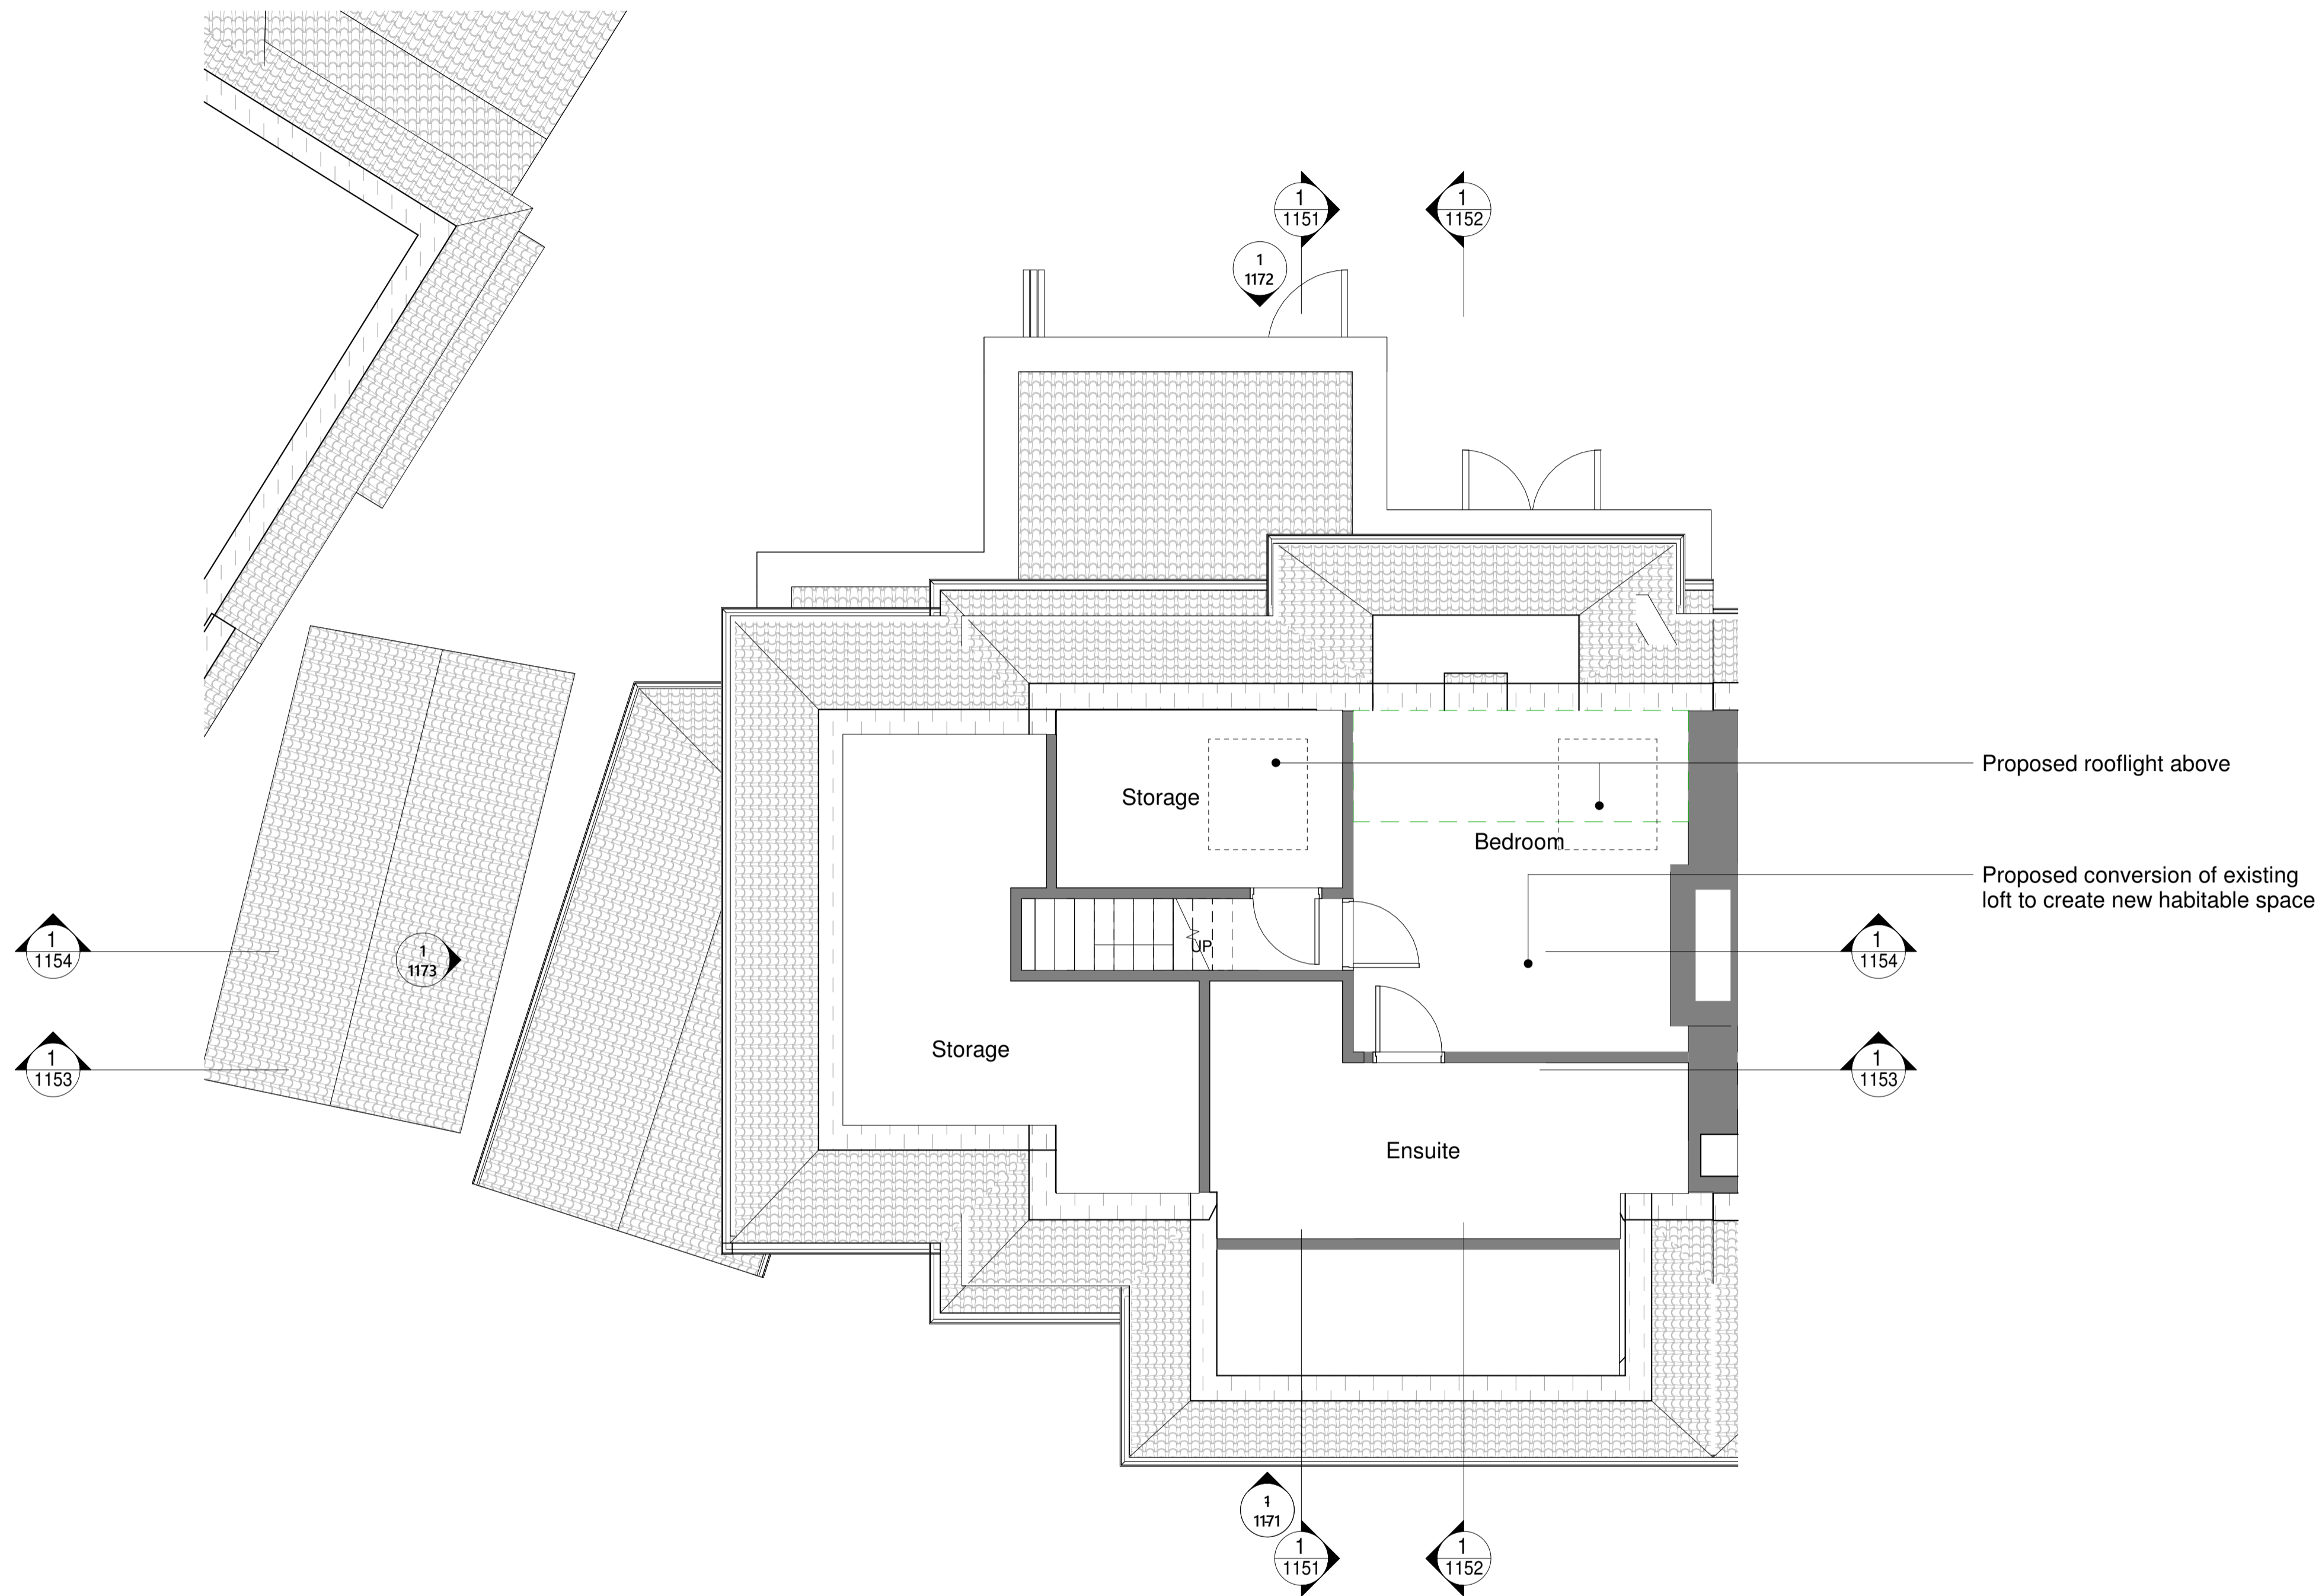 1
1151
1
1152
1
1172
Proposed rooflight above
Storage
Bedroom
Proposed conversion of existing
loft to create new habitable space
1
1154
1
1173
UP
1
1154
Storage
1
1153
1
1153
Ensuite
1
1171
1
1151
1
1152